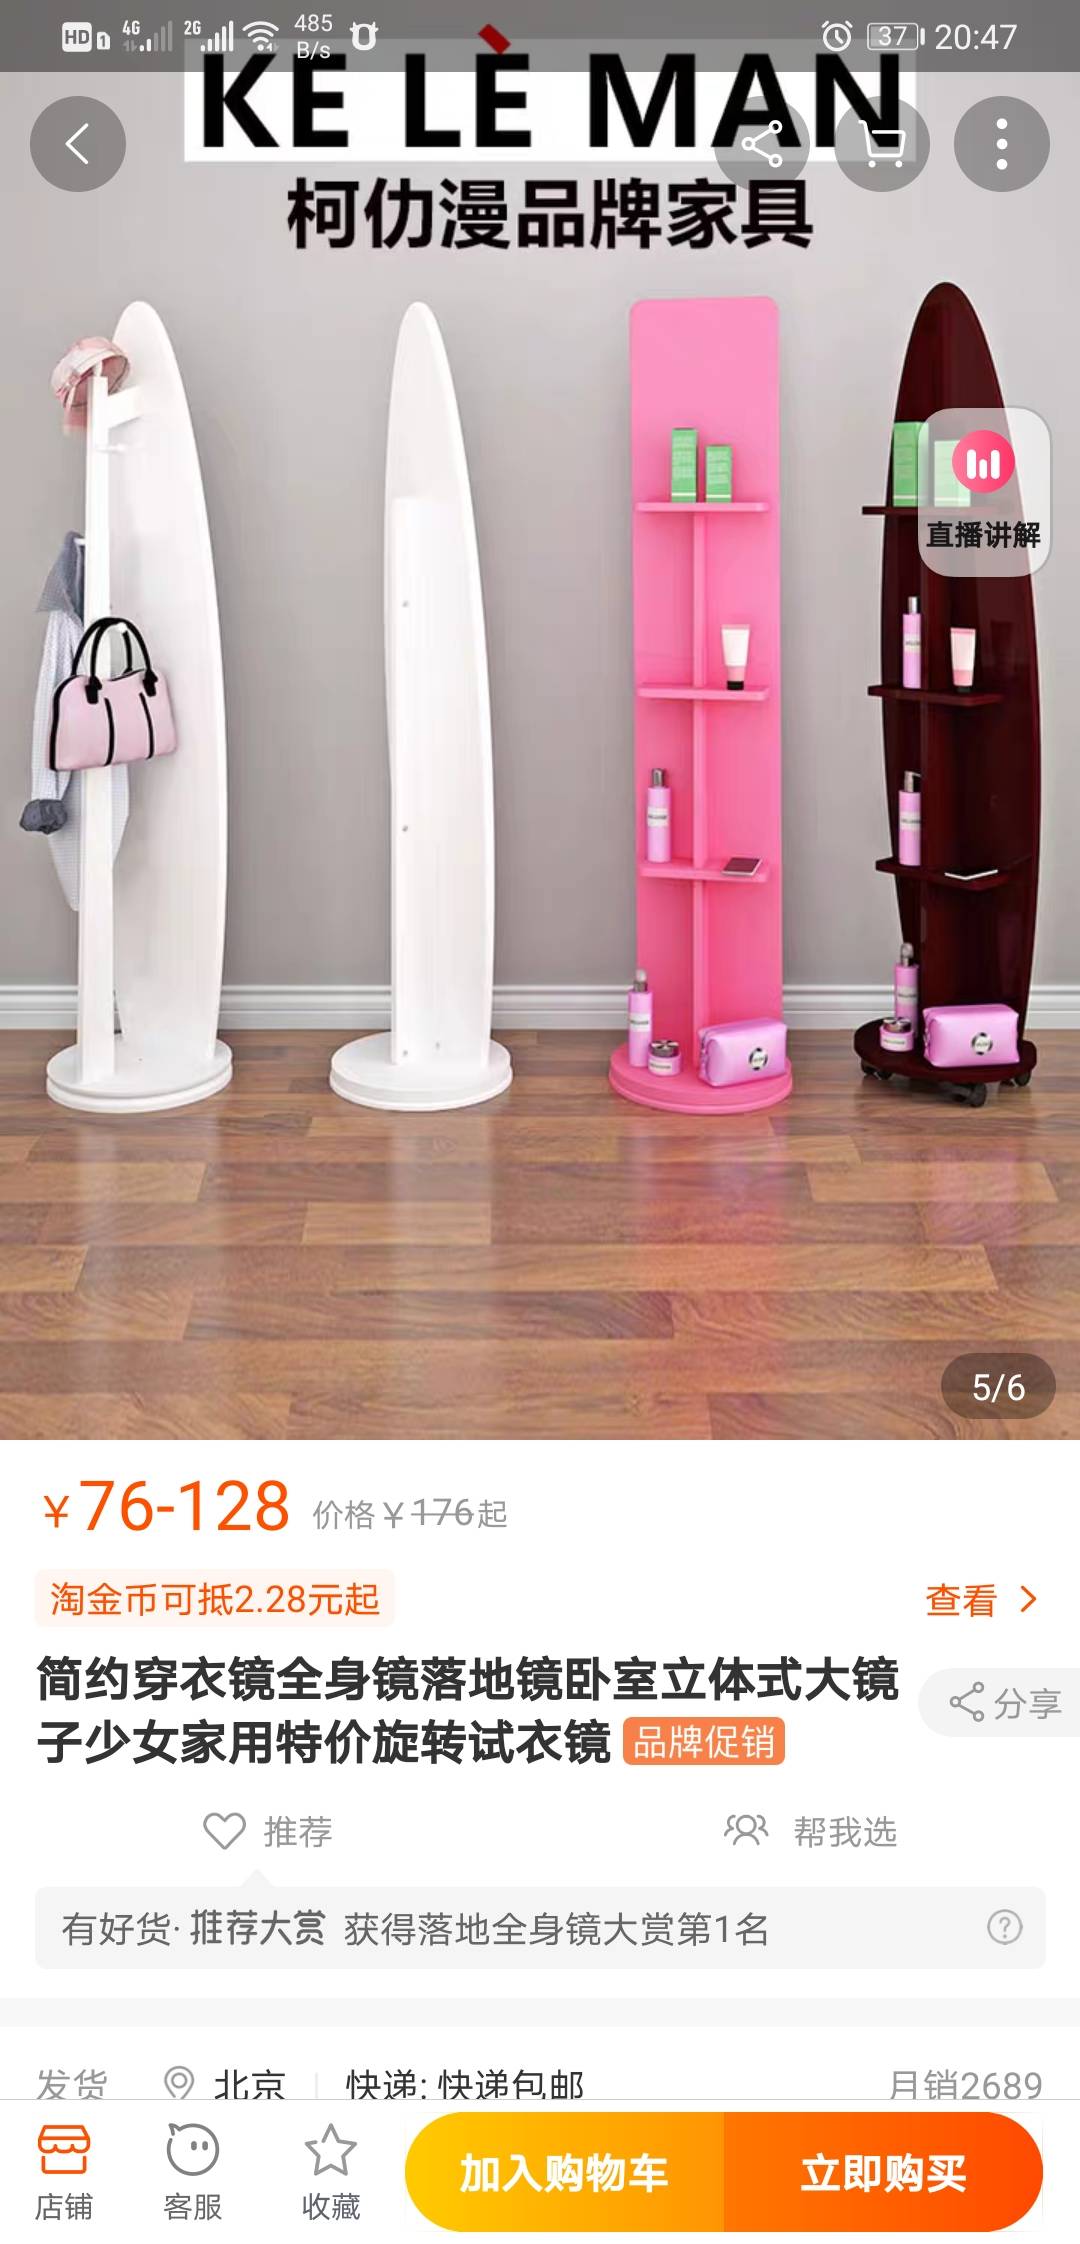 HD 1 4G 2G 485 B/s 37 20:47
KE LÈ MAN
柯仂漫品牌家具
直播讲解
5/6
￥76-128 价格￥176起
淘金币可抵2.28元起 查看
简约穿衣镜全身镜落地镜卧室立体式大镜
子少女家用特价旋转试衣镜 品牌促销
分享
推荐 帮我选
有好货·推荐大赏 获得落地全身镜大赏第1名
发货 北京 快递: 快递包邮 月销2689
店铺 客服 收藏 加入购物车 立即购买